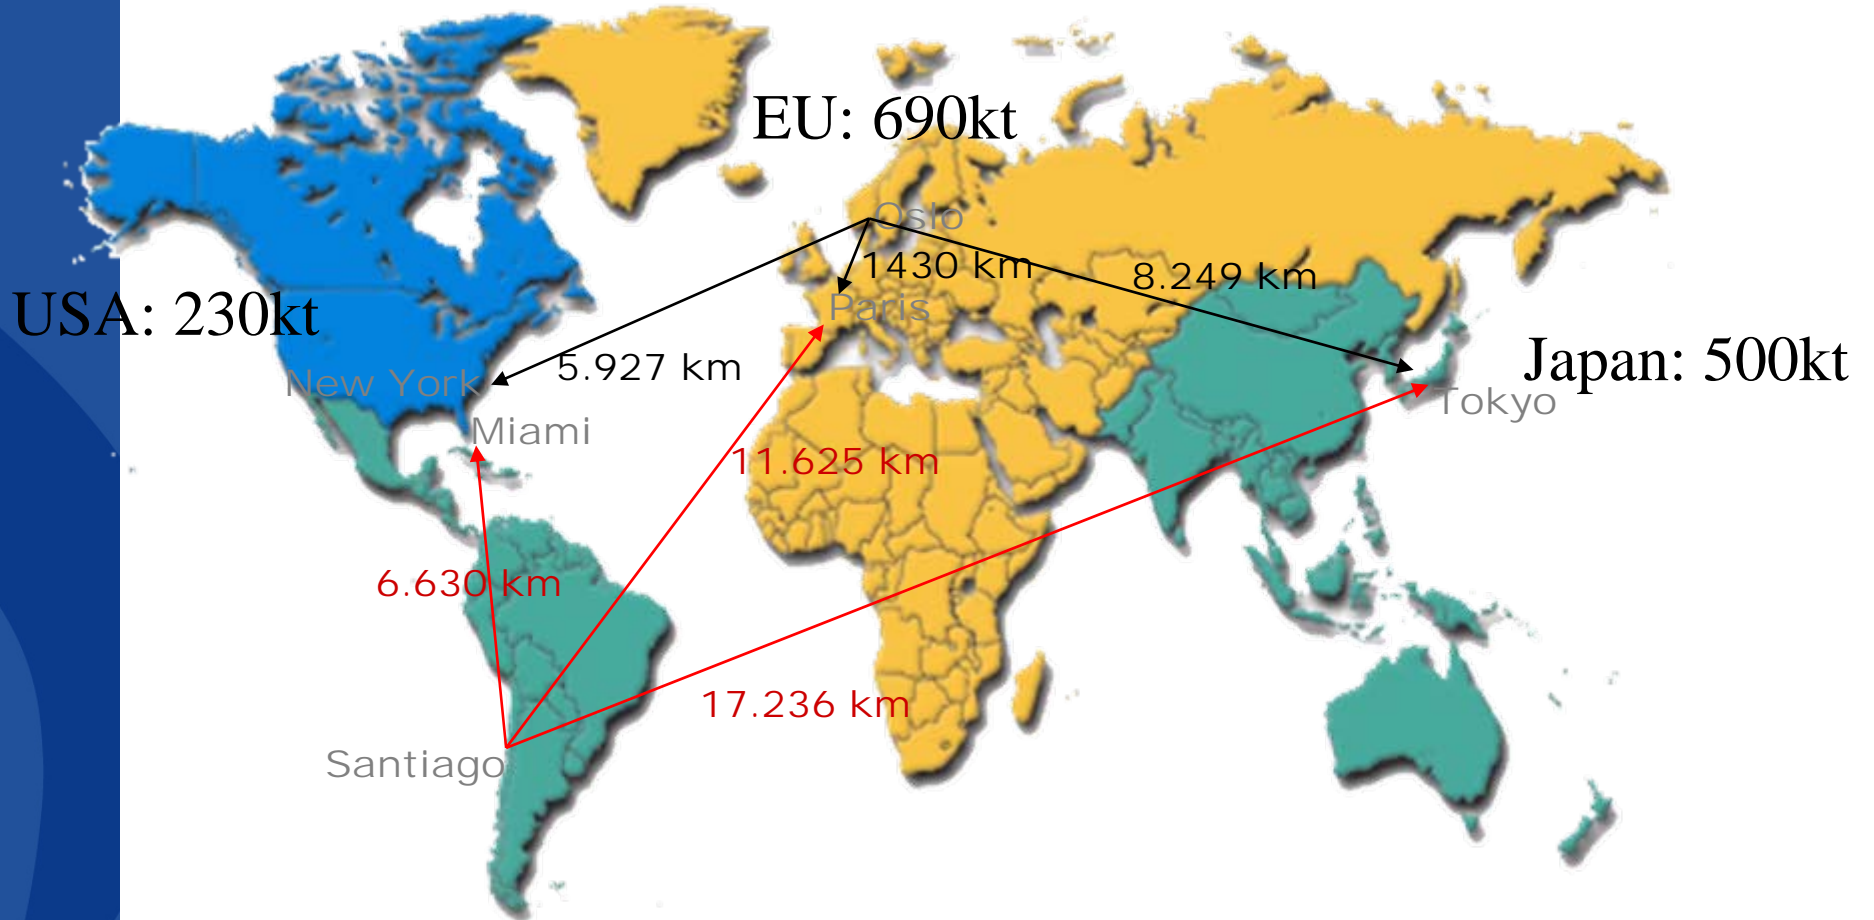 EU: 690kt
Oslo
1430 km
8.249 km
USA: 230kt
Paris
Japan: 500kt
5.927 km
New York
Tokyo
Miami
11.625 km
6.630 km
17.236 km
Santiago